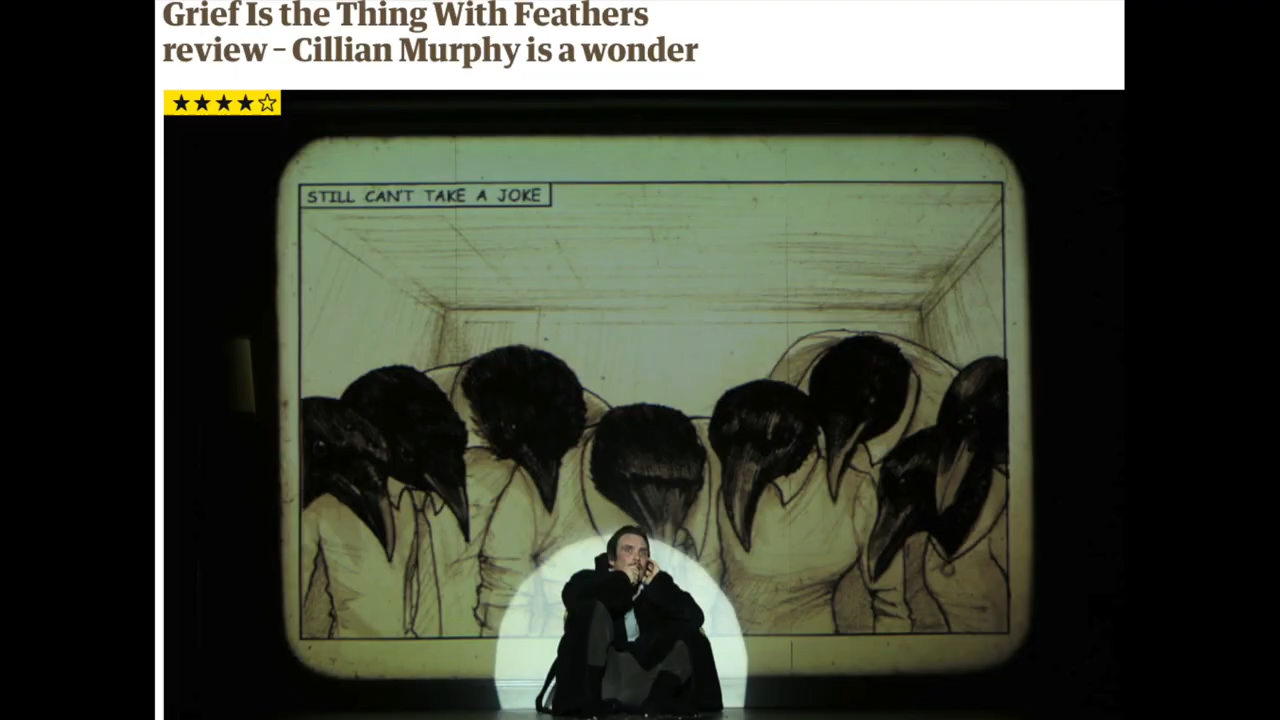 Grief Is the Thing With Feathers
review – Cillian Murphy is a wonder
★★★★☆
STILL CAN'T TAKE A JOKE